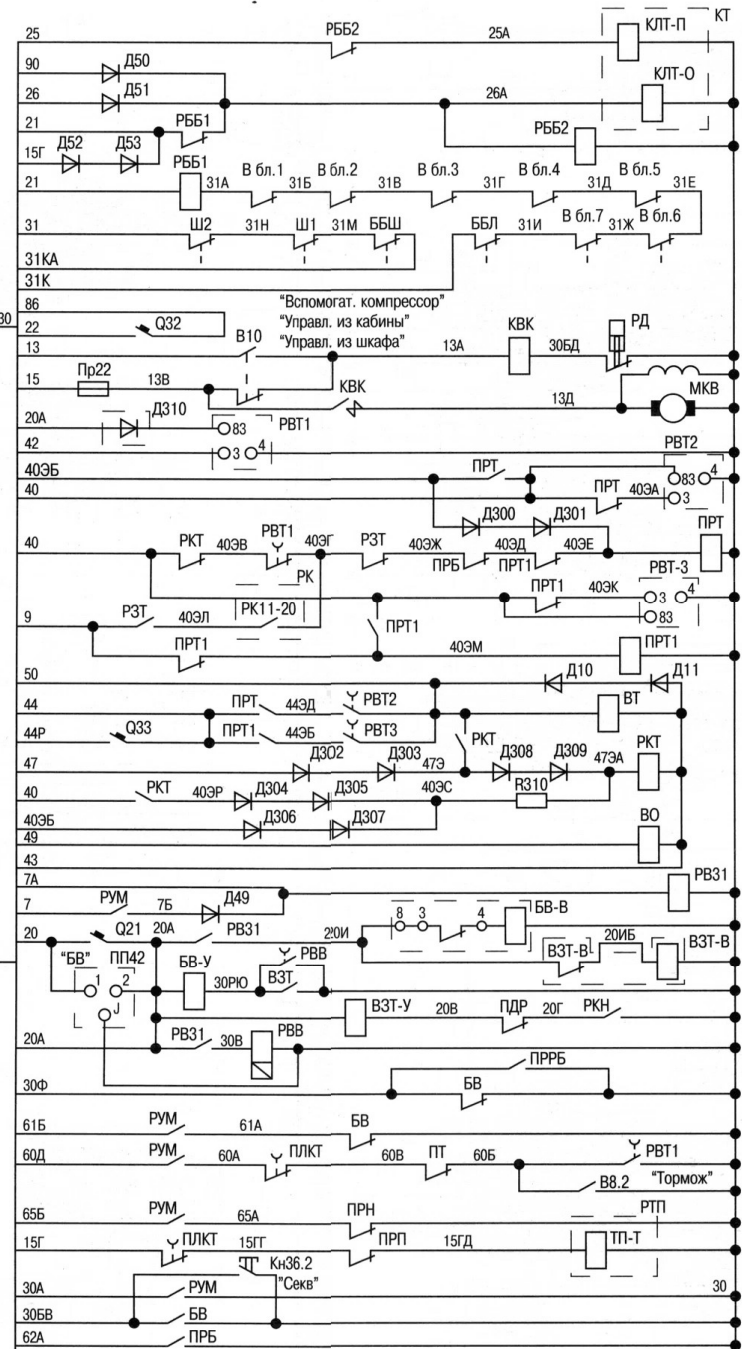 25 РББ2 25А КЛТ-П КТ
90 Д50
26 Д51 26А КЛТ-О
21 РББ1 РББ2
15Г Д52 Д53
21 РББ1 31А В бл.1 31Б В бл.2 31В В бл.3 31Г В бл.4 31Д В бл.5 31Е
31 Ш2 31Н Ш1 31М ББШ ББЛ 31И В бл.7 31Ж В бл.6
31КА
31К
86 "Вспомогат. компрессор"
30
22 Q32 "Управл. из кабины"
13 В10 "Управл. из шкафа" 13А КВК 30БД РД
15 Пр22 13В КВК 13Д МКВ
20А Д310 83 РВТ1
42 3 4 РВТ2
40ЭБ ПРТ 83 4
40 ПРТ 40ЭА 3
Д300 Д301 ПРТ
40 РКТ 40ЭВ РВТ1 40ЭГ РЗТ 40ЭЖ ПРБ 40ЭД ПРТ1 40ЭЕ
РК РВТ-3
ПРТ1 40ЭК 3 4
9 РЗТ 40ЭЛ РК11-20 83
ПРТ1 ПРТ1 40ЭМ ПРТ1
50 Д10 Д11
44 ПРТ 44ЭД РВТ2 ВТ
44Р Q33 ПРТ1 44ЭБ РВТ3
47 Д302 Д303 47Э РКТ Д308 Д309 47ЭА РКТ
40 РКТ 40ЭР Д304 Д305 40ЭС R310
40ЭБ Д306 Д307
49 ВО
43
7А РВ31
7 РУМ 7Б Д49
20 Q21 20А РВ31 20И 8 3 4 БВ-В
"БВ" ПП42 ВЗТ-В 20ИБ ВЗТ-В
1 2 БВ-У 30РЮ РВВ ВЗТ
J ВЗТ-У 20В ПДР 20Г РКН
20А РВ31 30В РВВ
30Ф ПРРБ БВ
61Б РУМ 61А БВ
60Д РУМ 60А ПЛКТ 60В ПТ 60Б РВТ1
В8.2 "Тормож"
65Б РУМ 65А ПРН РТП
15Г ПЛКТ 15ГГ ПРП 15ГД ТП-Т
Кн36.2
"Секв"
30А РУМ 30
30БВ БВ
62А ПРБ